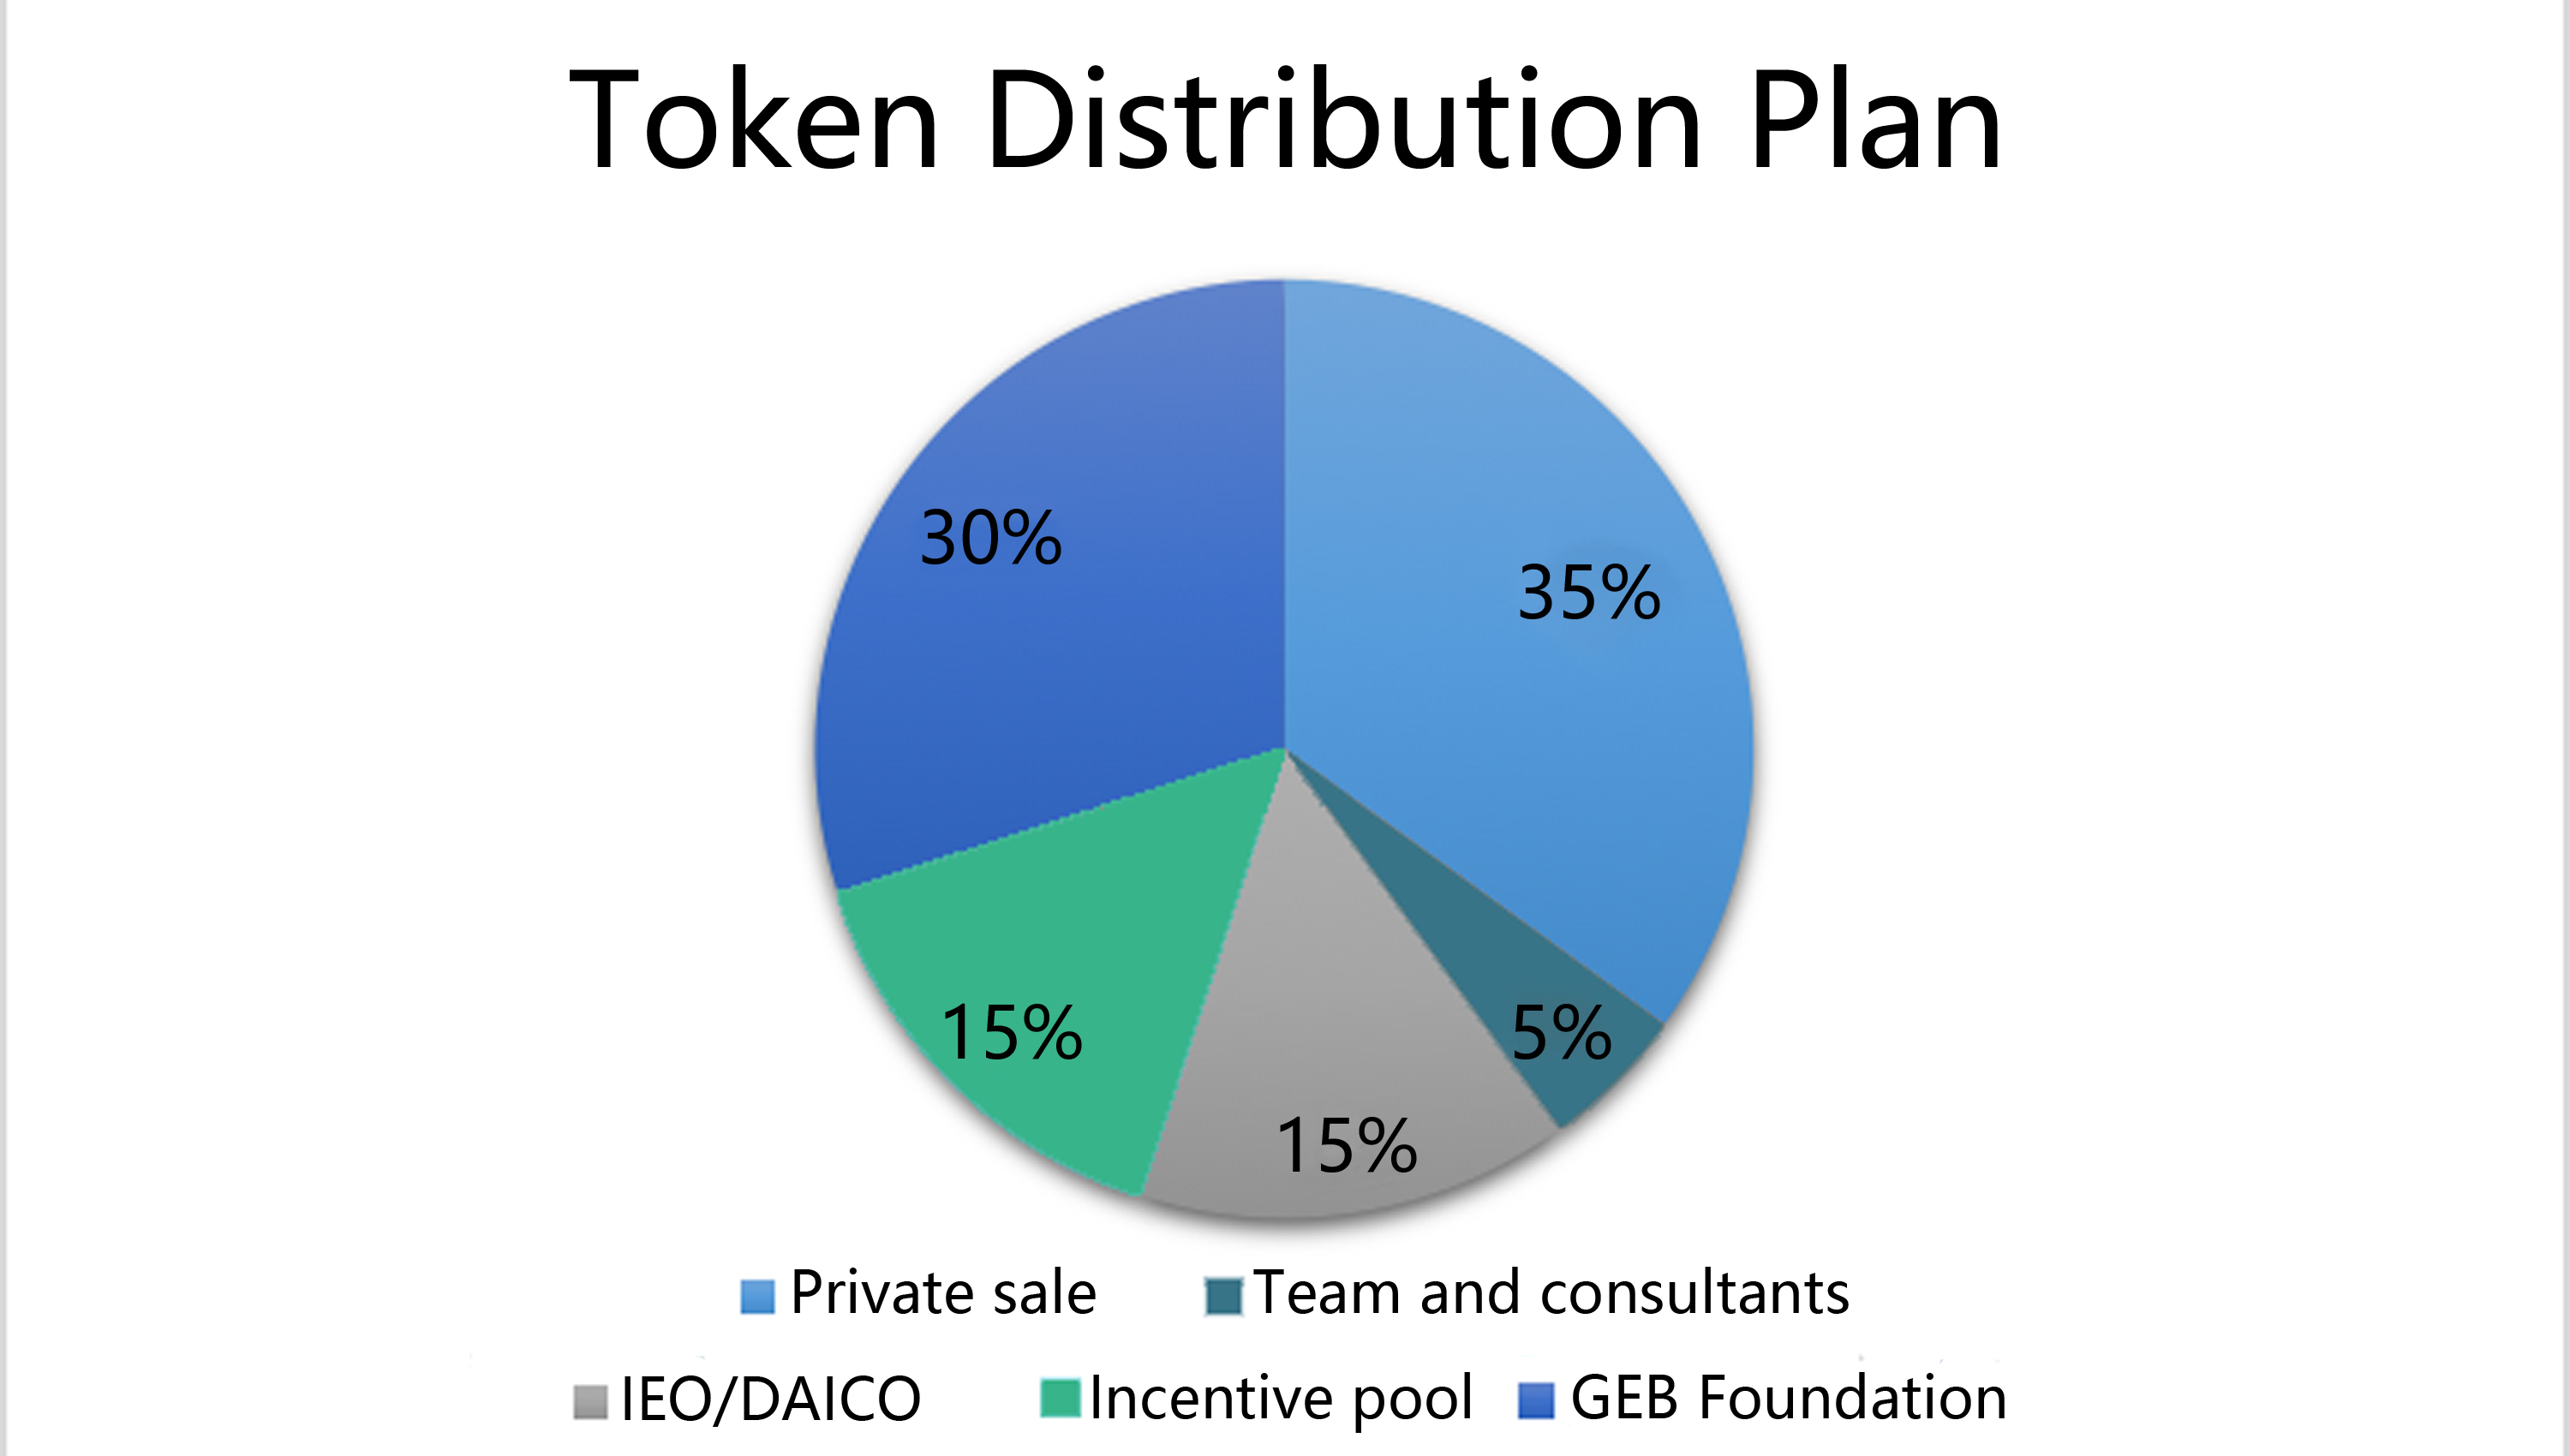 Token Distribution Plan
30%
35%
15%
5%
15%
Private sale Team and consultants
IEO/DAICO Incentive pool GEB Foundation